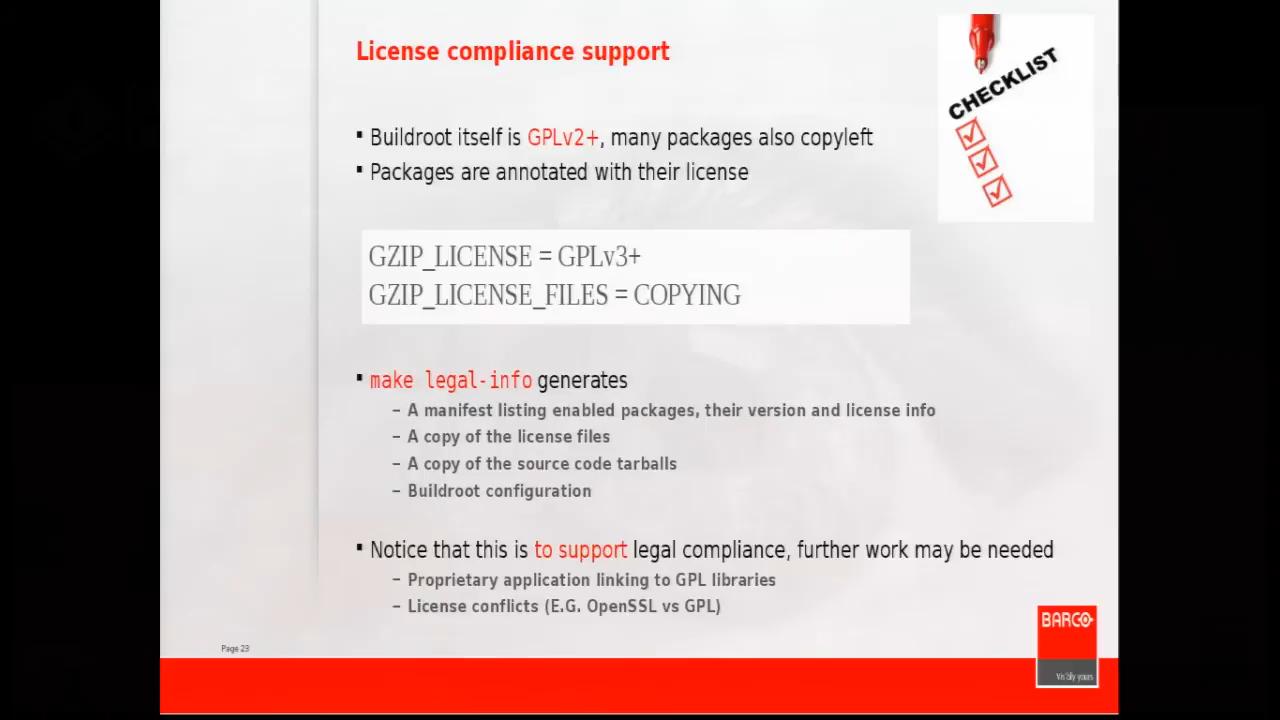 License compliance support
CHECKLIST
▪ Buildroot itself is GPLv2+, many packages also copyleft
▪ Packages are annotated with their license
GZIP_LICENSE = GPLv3+
GZIP_LICENSE_FILES = COPYING
▪ make legal-info generates
– A manifest listing enabled packages, their version and license info
– A copy of the license files
– A copy of the source code tarballs
– Buildroot configuration
▪ Notice that this is to support legal compliance, further work may be needed
– Proprietary application linking to GPL libraries
– License conflicts (E.G. OpenSSL vs GPL)
BARCO
Visibly yours
Page 23